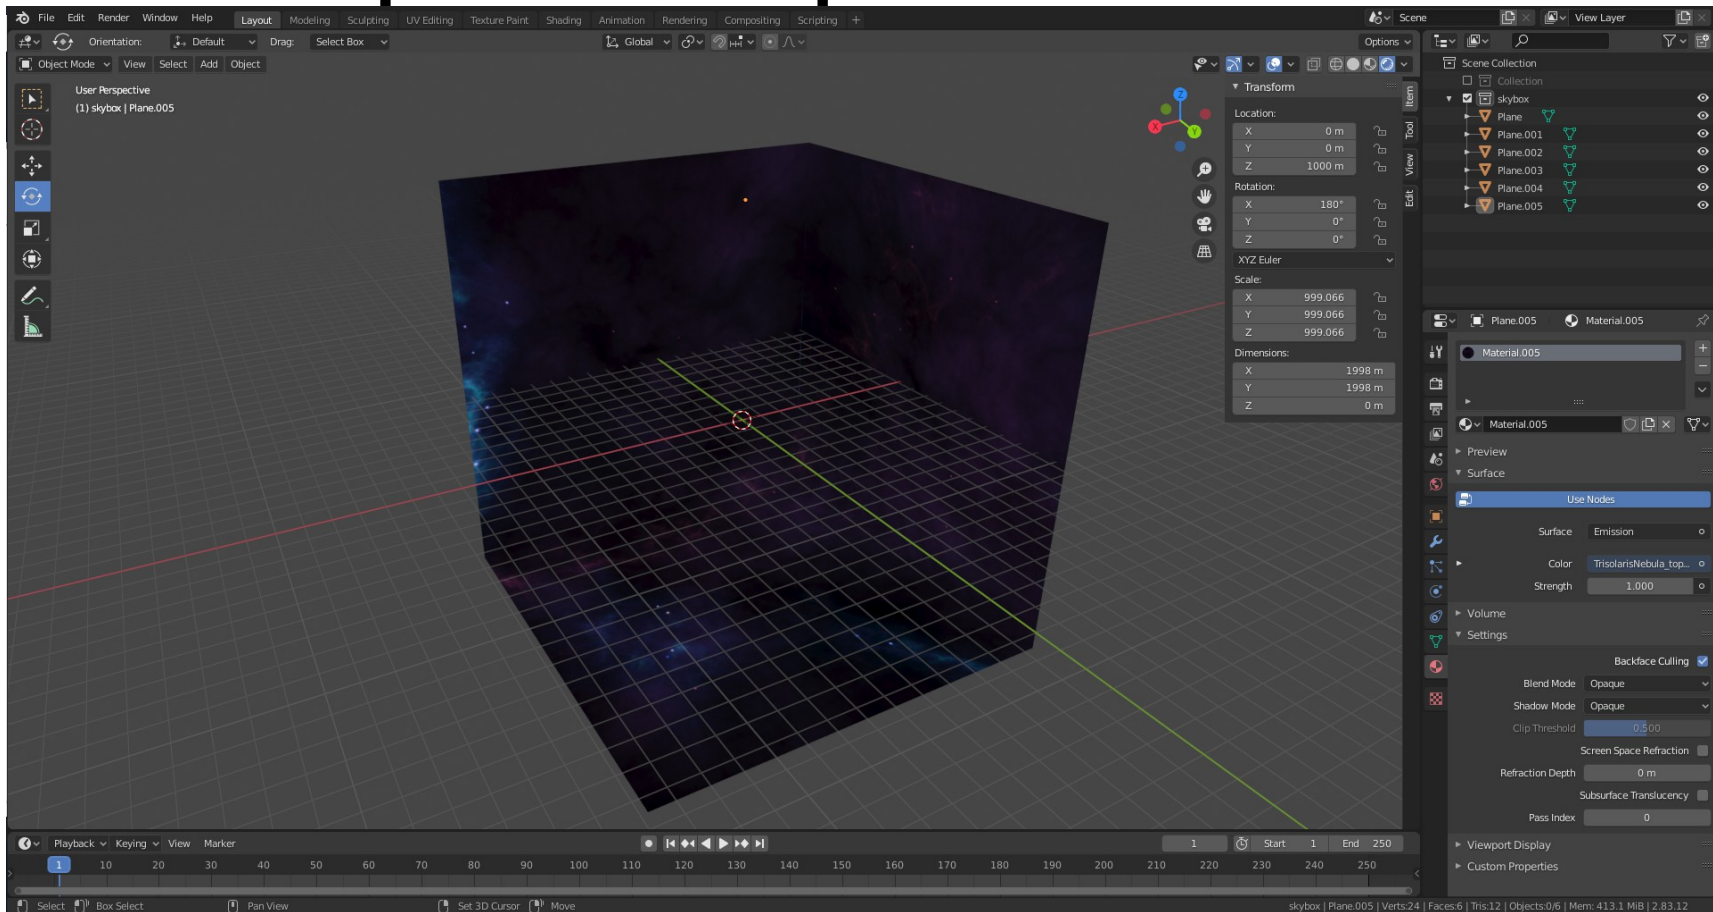 File Edit Render Window Help Layout Modeling Sculpting UV Editing Texture Paint Shading Animation Rendering Compositing Scripting + Scene View Layer
Orientation: Default Drag: Select Box Global Options
Object Mode View Select Add Object
User Perspective
(1) skybox | Plane.005
Z
X
Y
Item
Tool
View
Edit
Transform
Location:
X 0 m
Y 0 m
Z 1000 m
Rotation:
X 180°
Y 0°
Z 0°
XYZ Euler
Scale:
X 999.066
Y 999.066
Z 999.066
Dimensions:
X 1998 m
Y 1998 m
Z 0 m
Scene Collection
Collection
skybox
Plane
Plane.001
Plane.002
Plane.003
Plane.004
Plane.005
Plane.005 Material.005
Material.005
Material.005
Preview
Surface
Use Nodes
Surface Emission
Color TrisolarisNebula_top...
Strength 1.000
Volume
Settings
Backface Culling
Blend Mode Opaque
Shadow Mode Opaque
Clip Threshold 0.500
Screen Space Refraction
Refraction Depth 0 m
Subsurface Translucency
Pass Index 0
Viewport Display
Custom Properties
Playback Keying View Marker 1 Start 1 End 250
1 10 20 30 40 50 60 70 80 90 100 110 120 130 140 150 160 170 180 190 200 210 220 230 240 250
Select Box Select Pan View Set 3D Cursor Move skybox | Plane.005 | Verts:24 | Faces:6 | Tris:12 | Objects:0/6 | Mem: 413.1 MiB | 2.83.12